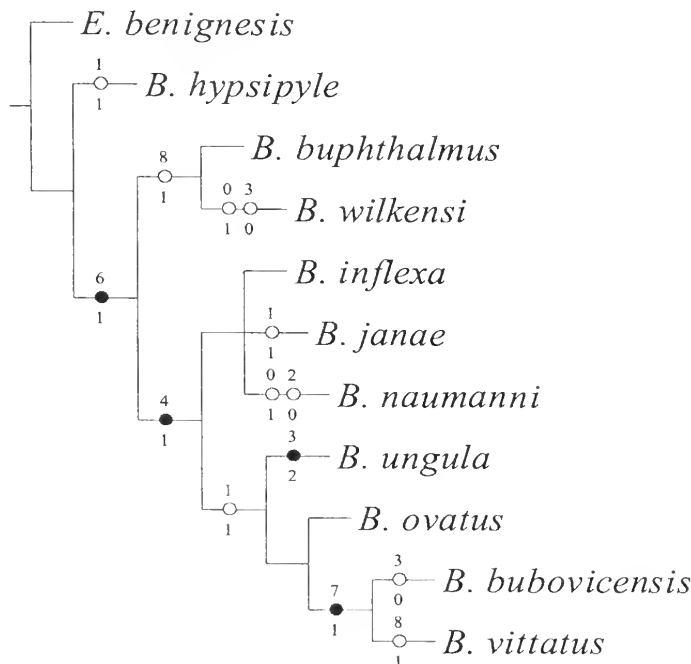 E. benignesis
1
B. hypsipyle
1
B. buphthalmus
8
1
0 3
B. wilkensi
1 0
B. inflexa
6
1
1
B. janae
1
0 2
B. naumanni
1 0
4
1
3
B. ungula
2
1
1
B. ovatus
3
B. bubovicensis
0
7
1
8
B. vittatus
1